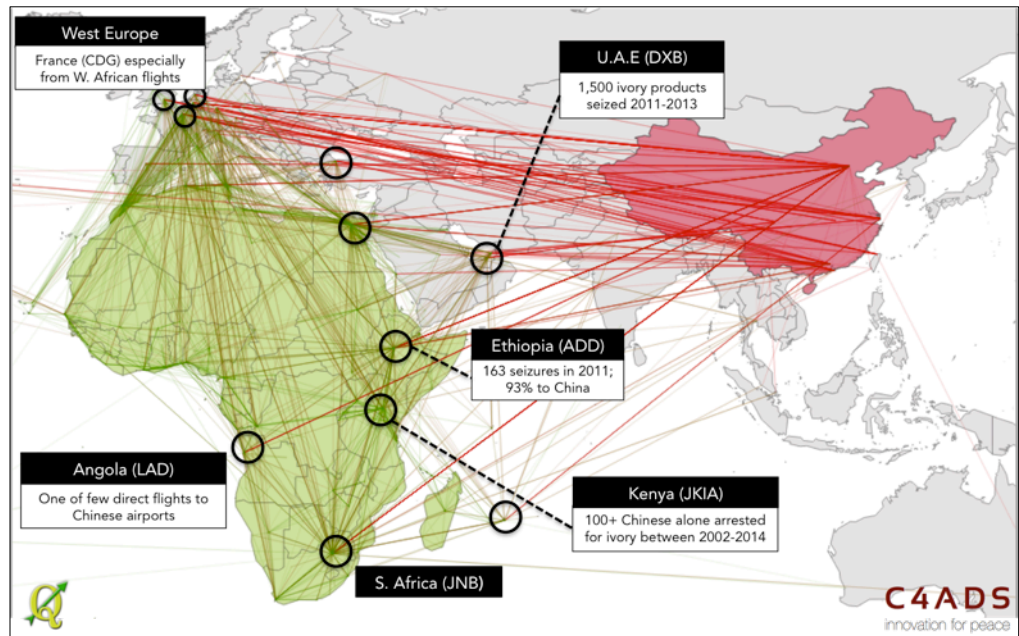 West Europe
France (CDG) especially
from W. African flights
U.A.E (DXB)
1,500 ivory products
seized 2011-2013
Ethiopia (ADD)
163 seizures in 2011;
93% to China
Angola (LAD)
One of few direct flights to
Chinese airports
Kenya (JKIA)
100+ Chinese alone arrested
for ivory between 2002-2014
S. Africa (JNB)
Q
C4ADS
innovation for peace